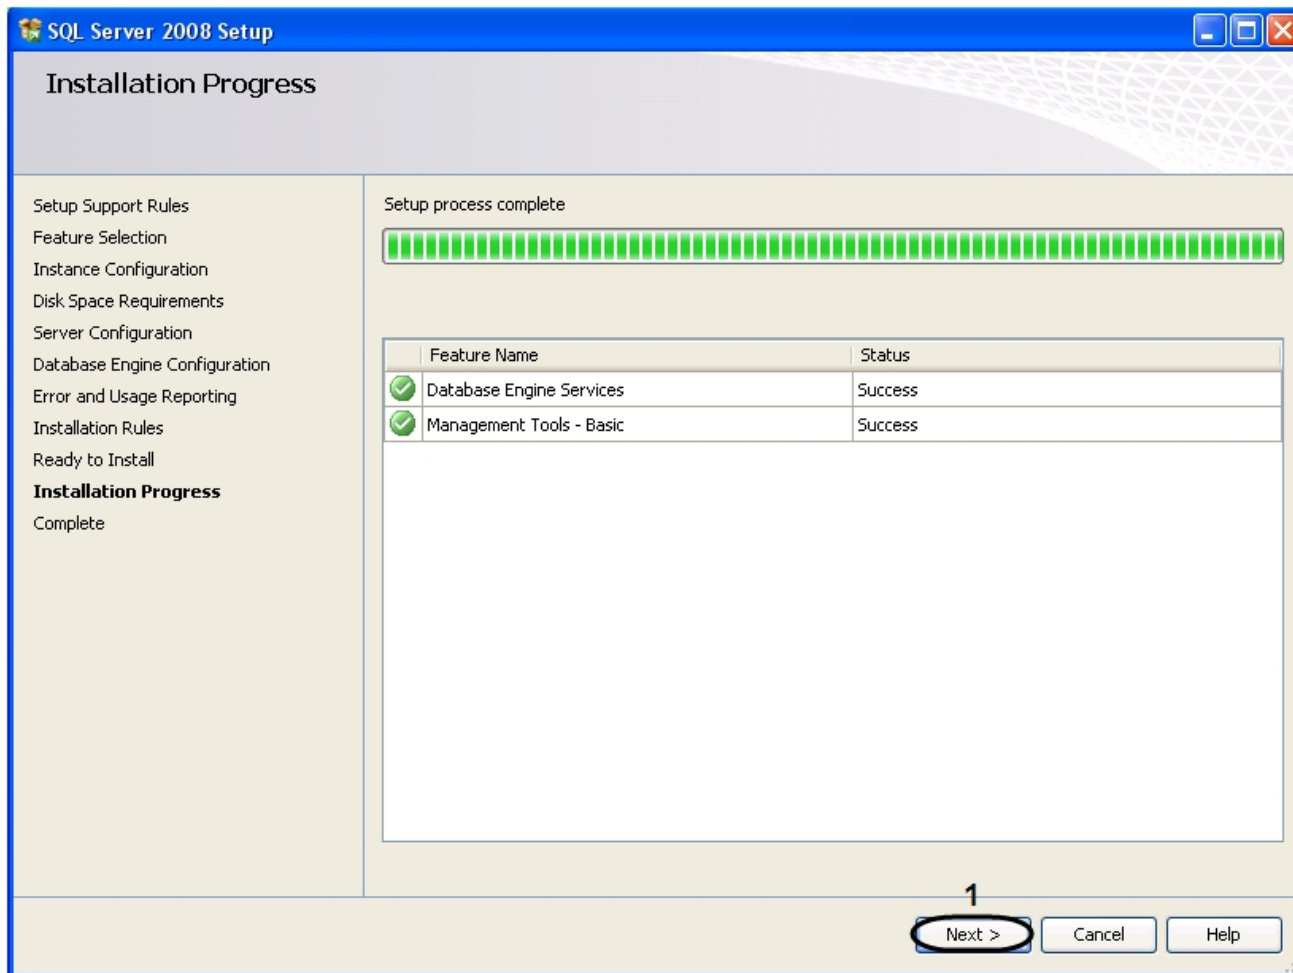 SQL Server 2008 Setup
Installation Progress
Setup Support Rules
Feature Selection
Instance Configuration
Disk Space Requirements
Server Configuration
Database Engine Configuration
Error and Usage Reporting
Installation Rules
Ready to Install
Installation Progress
Complete
Setup process complete
Feature Name Status
Database Engine Services Success
Management Tools - Basic Success
1
Next > Cancel Help